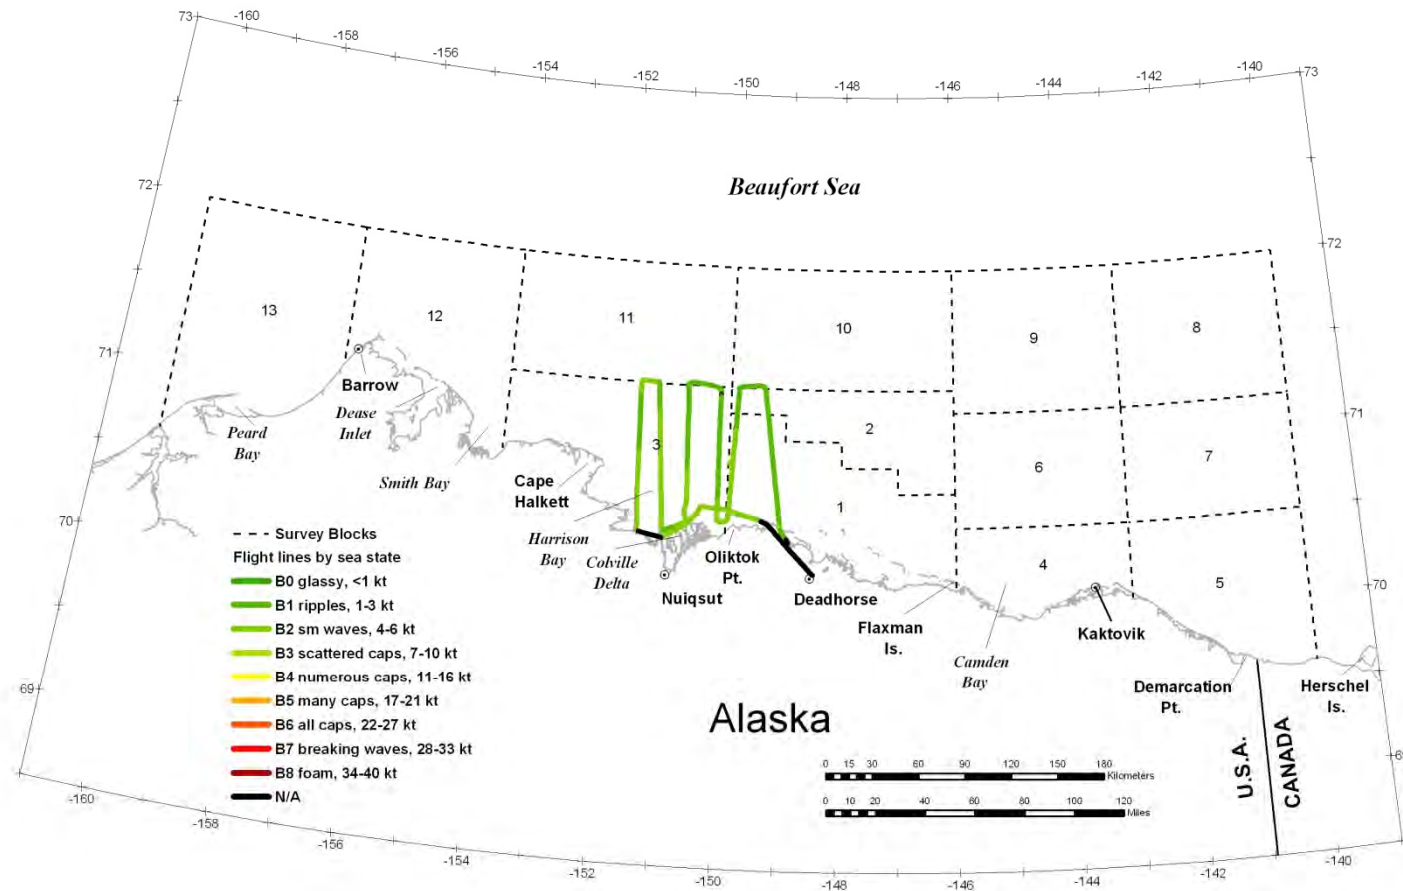 73
-160
-158
-156
-154
-152
-150
-148
-146
-144
-142
-140
73
72
Beaufort Sea
72
13
12
11
10
9
8
71
Barrow
Dease
Inlet
Peard
Bay
Smith Bay
71
3
2
1
6
7
Cape
Halkett
Harrison
Bay
Colville
Delta
Oliktok
Pt.
Nuiqsut
Deadhorse
Flaxman
Is.
4
5
70
70
Kaktovik
Camden
Bay
Demarcation
Pt.
Herschel
Is.
Survey Blocks
Flight lines by sea state
B0 glassy, <1 kt
B1 ripples, 1-3 kt
B2 sm waves, 4-6 kt
B3 scattered caps, 7-10 kt
B4 numerous caps, 11-16 kt
B5 many caps, 17-21 kt
B6 all caps, 22-27 kt
B7 breaking waves, 28-33 kt
B8 foam, 34-40 kt
N/A
69
Alaska
U.S.A.
CANADA
0 15 30 60 90 120 150 180
Kilometers
0 10 20 40 60 80 100 120
Miles
-160
-158
-156
-154
-152
-150
-148
-146
-144
-142
-140